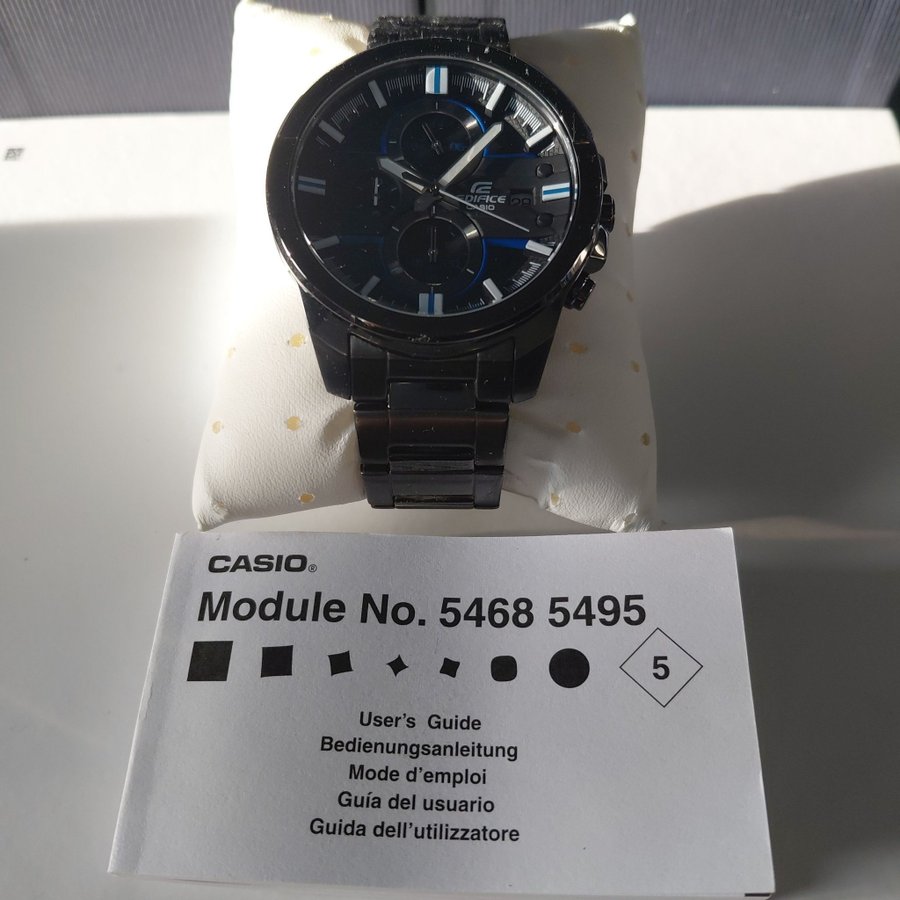 EDIFICE
CASIO
CASIO®
Module No. 5468 5495
5
User's Guide
Bedienungsanleitung
Mode d'emploi
Guía del usuario
Guida dell'utilizzatore